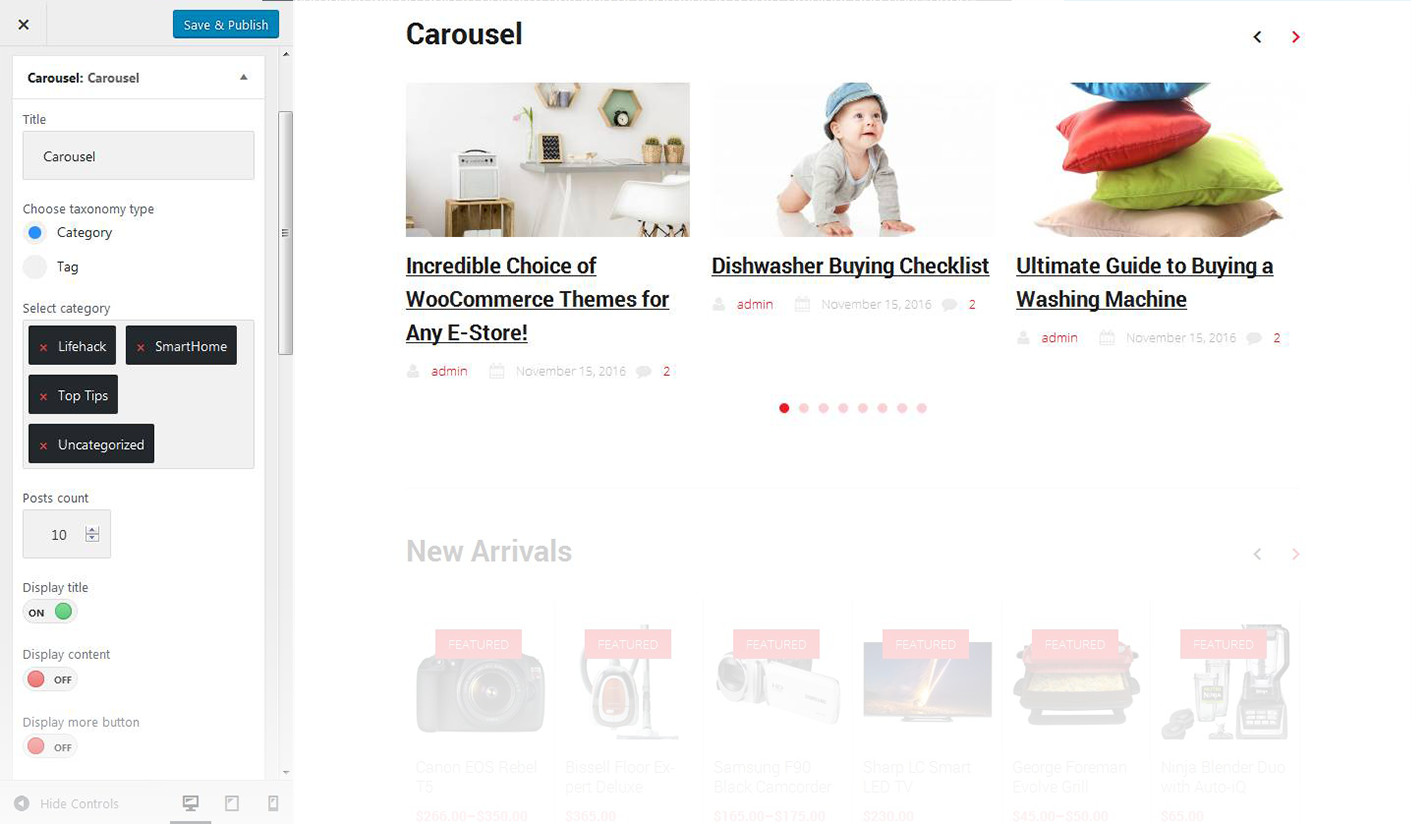 Save & Publish
Carousel: Carousel
Title
Carousel
Choose taxonomy type
Category
Tag
Select category
× Lifehack × SmartHome
× Top Tips
× Uncategorized
Posts count
10
Display title
ON
Display content
OFF
Display more button
OFF
Hide Controls
Carousel
Incredible Choice of
WooCommerce Themes for
Any E-Store!
admin November 15, 2016 2
Dishwasher Buying Checklist
admin November 15, 2016 2
Ultimate Guide to Buying a
Washing Machine
admin November 15, 2016 2
New Arrivals
FEATURED
Canon EOS Rebel
T5
$266.00–$350.00
FEATURED
Bissell Floor Ex-
pert Deluxe
$365.00
FEATURED
Samsung F90
Black Camcorder
$165.00–$175.00
FEATURED
Sharp LC Smart
LED TV
$230.00
FEATURED
George Foreman
Evolve Grill
$45.00–$50.00
FEATURED
Ninja Blender Duo
with Auto-iQ
$65.00